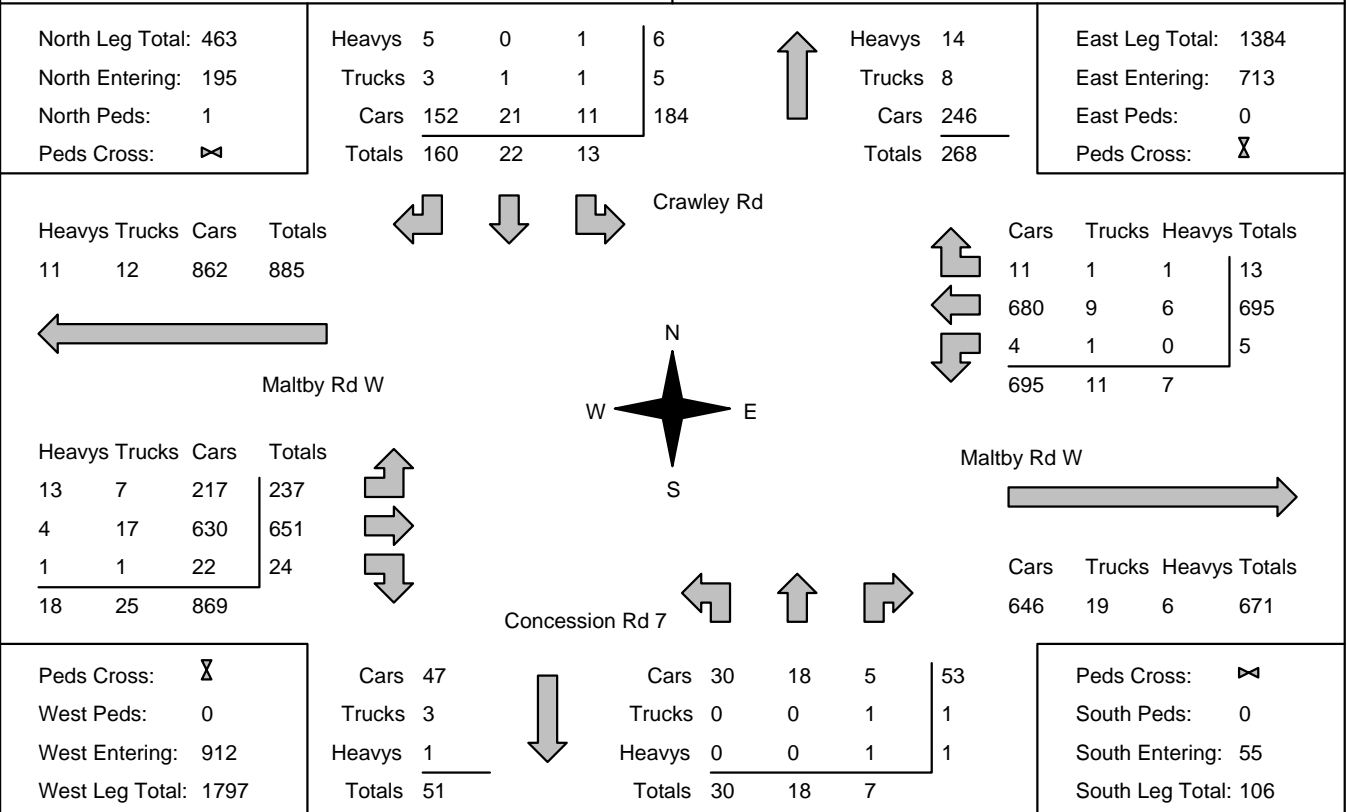 North Leg Total: 463
North Entering: 195
North Peds: 1
Peds Cross:
Heavys 5 0 1 6
Trucks 3 1 1 5
Cars 152 21 11 184
Totals 160 22 13
Heavys 14
Trucks 8
Cars 246
Totals 268
East Leg Total: 1384
East Entering: 713
East Peds: 0
Peds Cross:
Crawley Rd
Heavys Trucks Cars Totals
11 12 862 885
Cars Trucks Heavys Totals
11 1 1 13
680 9 6 695
4 1 0 5
695 11 7
Maltby Rd W
N
W E
S
Heavys Trucks Cars Totals
13 7 217 237
4 17 630 651
1 1 22 24
18 25 869
Maltby Rd W
Cars Trucks Heavys Totals
646 19 6 671
Concession Rd 7
Peds Cross:
West Peds: 0
West Entering: 912
West Leg Total: 1797
Cars 47
Trucks 3
Heavys 1
Totals 51
Cars 30 18 5 53
Trucks 0 0 1 1
Heavys 0 0 1 1
Totals 30 18 7
Peds Cross:
South Peds: 0
South Entering: 55
South Leg Total: 106